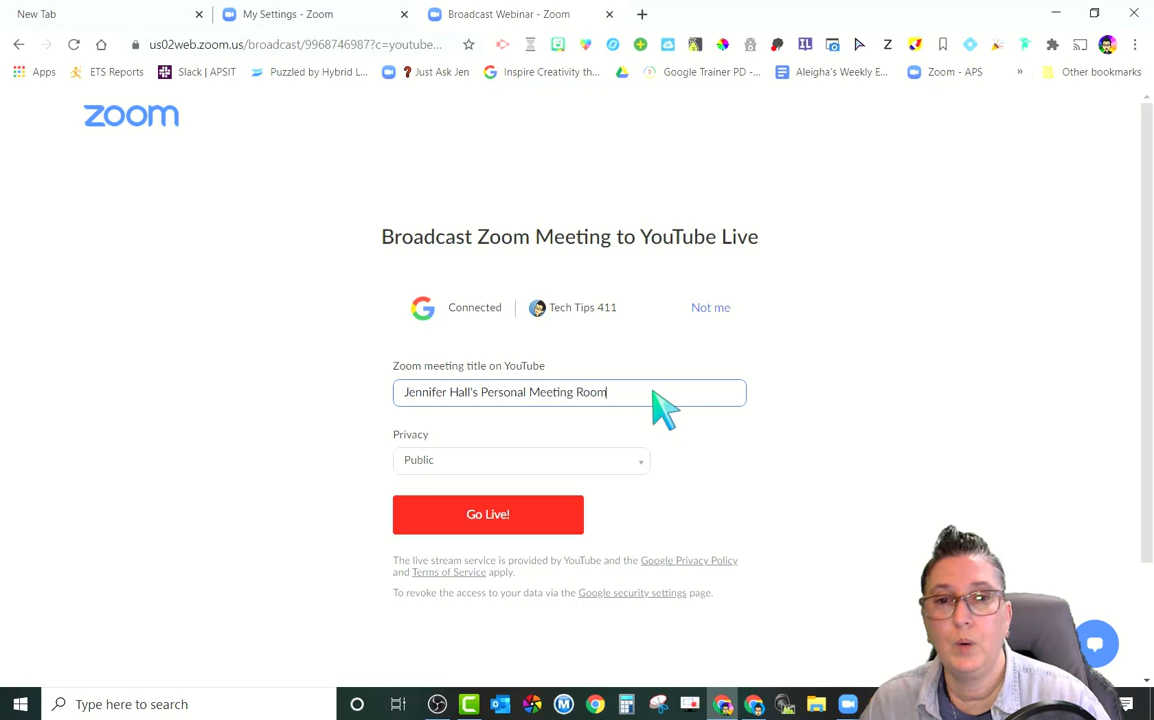 New Tab
My Settings - Zoom
Broadcast Webinar - Zoom
us02web.zoom.us/broadcast/9968746987?c=youtube...
Apps
ETS Reports
Slack | APSIT
Puzzled by Hybrid L...
? Just Ask Jen
Inspire Creativity th...
Google Trainer PD -...
Aleigha's Weekly E...
Zoom - APS
»
Other bookmarks
zoom
Broadcast Zoom Meeting to YouTube Live
Connected
Tech Tips 411
Not me
Zoom meeting title on YouTube
Jennifer Hall's Personal Meeting Room
Privacy
Public
Go Live!
The live stream service is provided by YouTube and the Google Privacy Policy
and Terms of Service apply.
To revoke the access to your data via the Google security settings page.
Type here to search